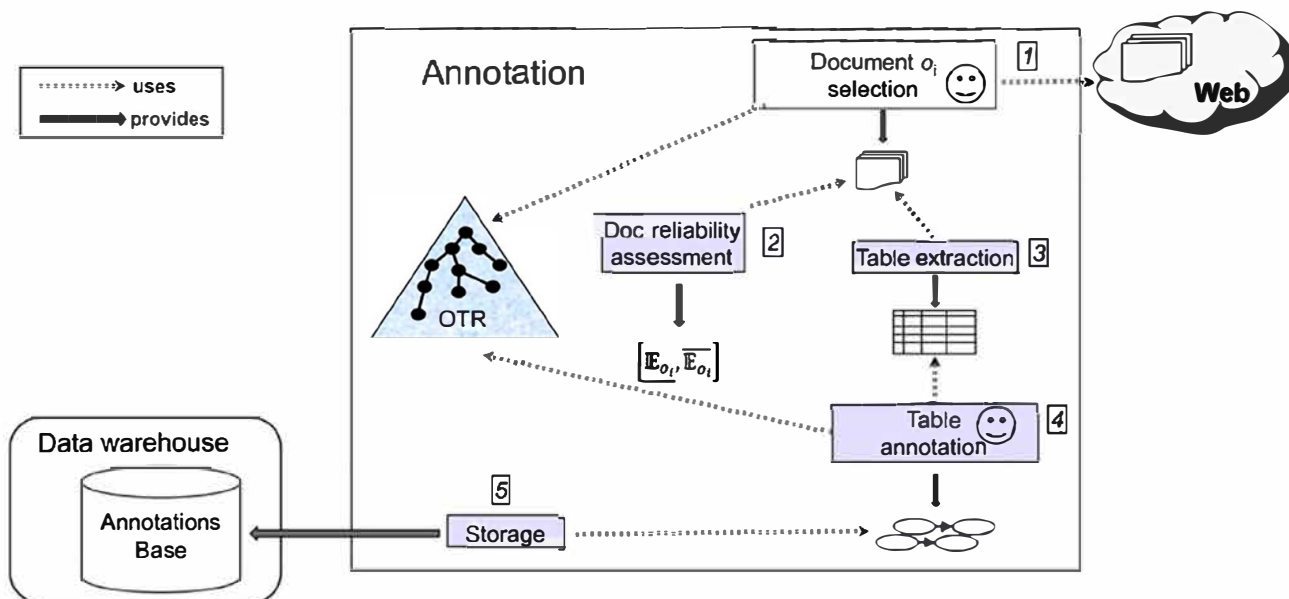 uses
provides
Annotation
Document oi
selection
1
Web
Doc reliability
assessment
2
Table extraction
3
OTR
[𝔼oi, 𝔼oi]
Table
annotation
4
Data warehouse
Annotations
Base
5
Storage